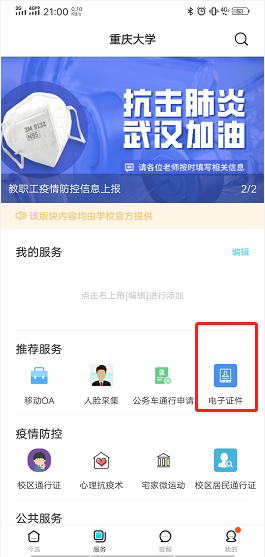 21:00
0.10
KB/s
重庆大学
抗击肺炎
武汉加油
请各位老师按时填写相关信息
教职工疫情防控信息上报 2/2
该版块内容均由学校官方提供
我的服务 编辑
点击右上角[编辑]进行添加
推荐服务
移动OA 人脸采集 公务车通行申请 电子证件
疫情防控
校区通行证 心理抗疫术 宅家微运动 校区居民通行证
公共服务
今选 服务 提醒 我的